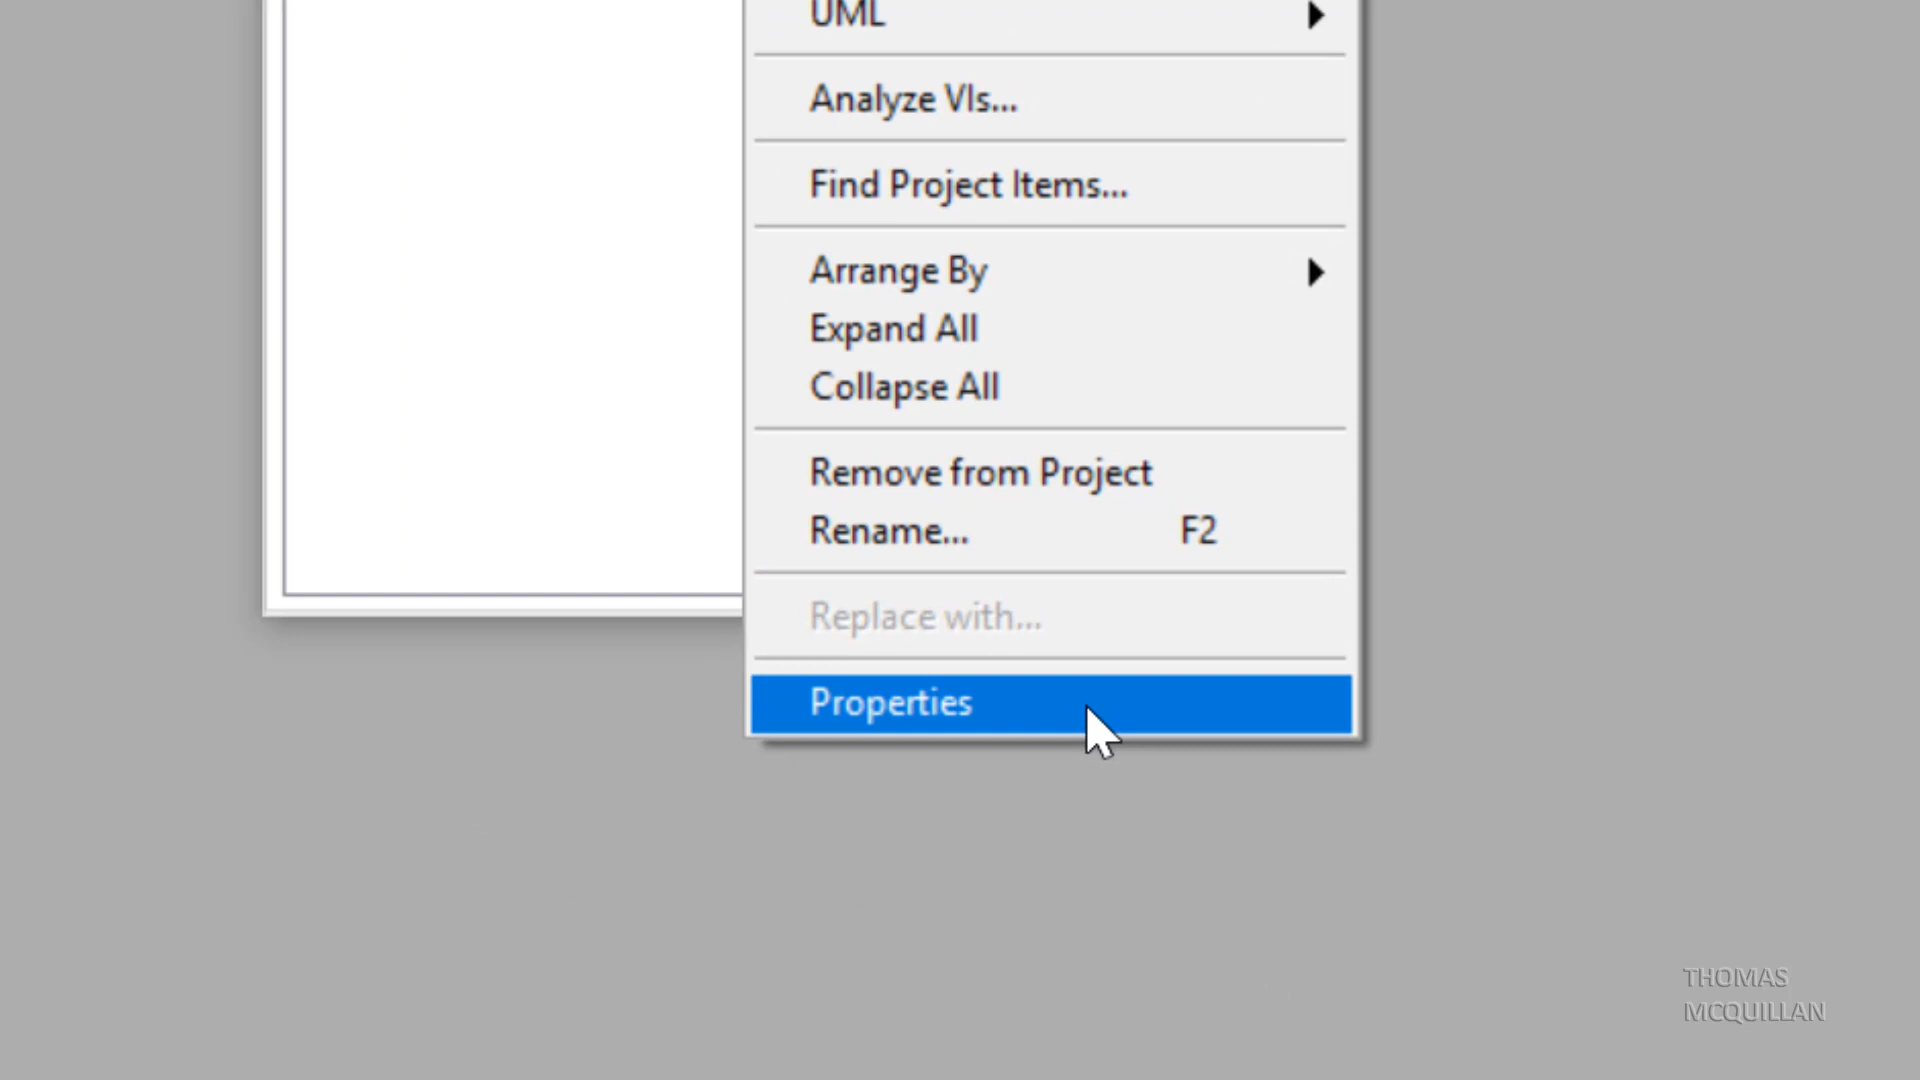 UML
Analyze VIs...
Find Project Items...
Arrange By
Expand All
Collapse All
Remove from Project
Rename... F2
Replace with...
Properties
THOMAS
MCQUILLAN